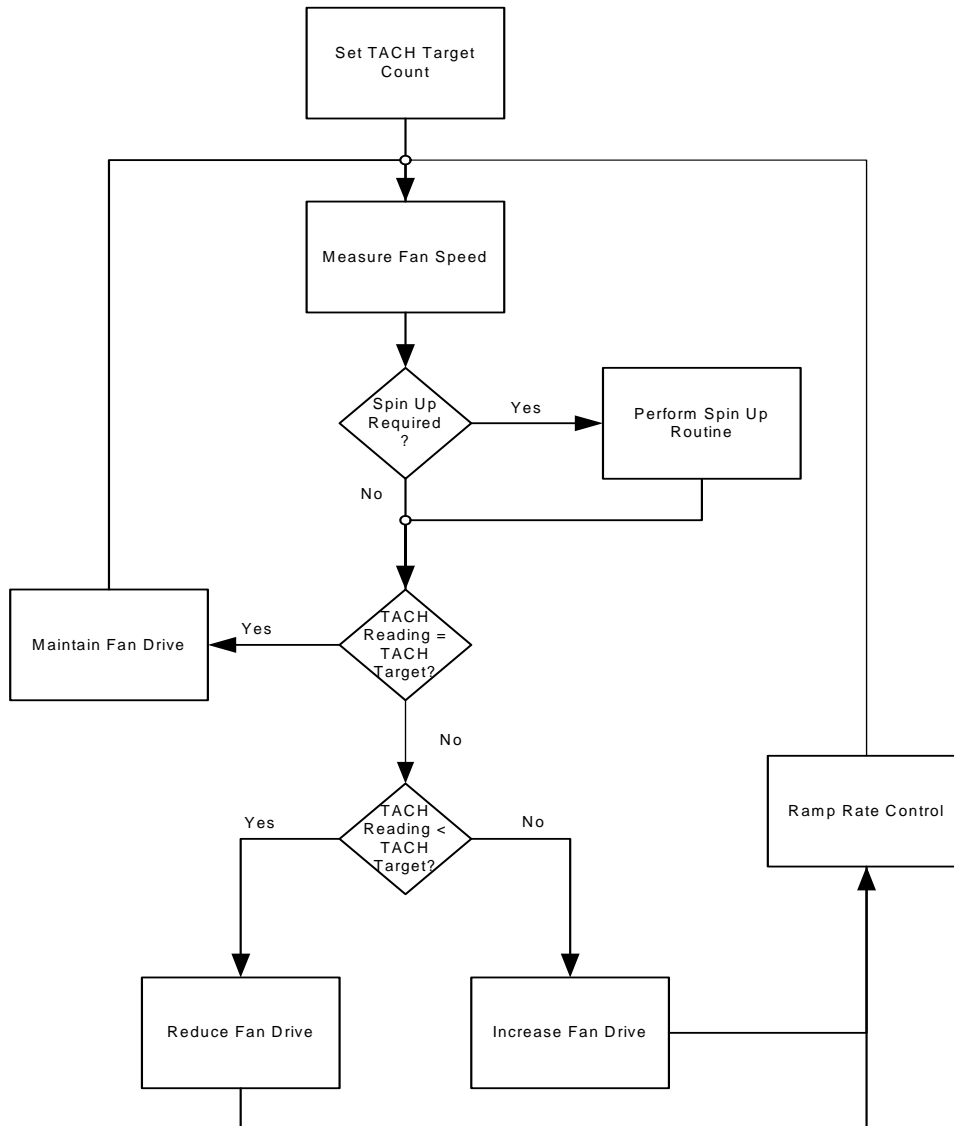 Set TACH Target
Count
Measure Fan Speed
Spin Up
Required
?
Yes
Perform Spin Up
Routine
No
TACH
Reading =
TACH
Target?
Yes
Maintain Fan Drive
No
TACH
Reading <
TACH
Target?
Yes
No
Ramp Rate Control
Reduce Fan Drive
Increase Fan Drive